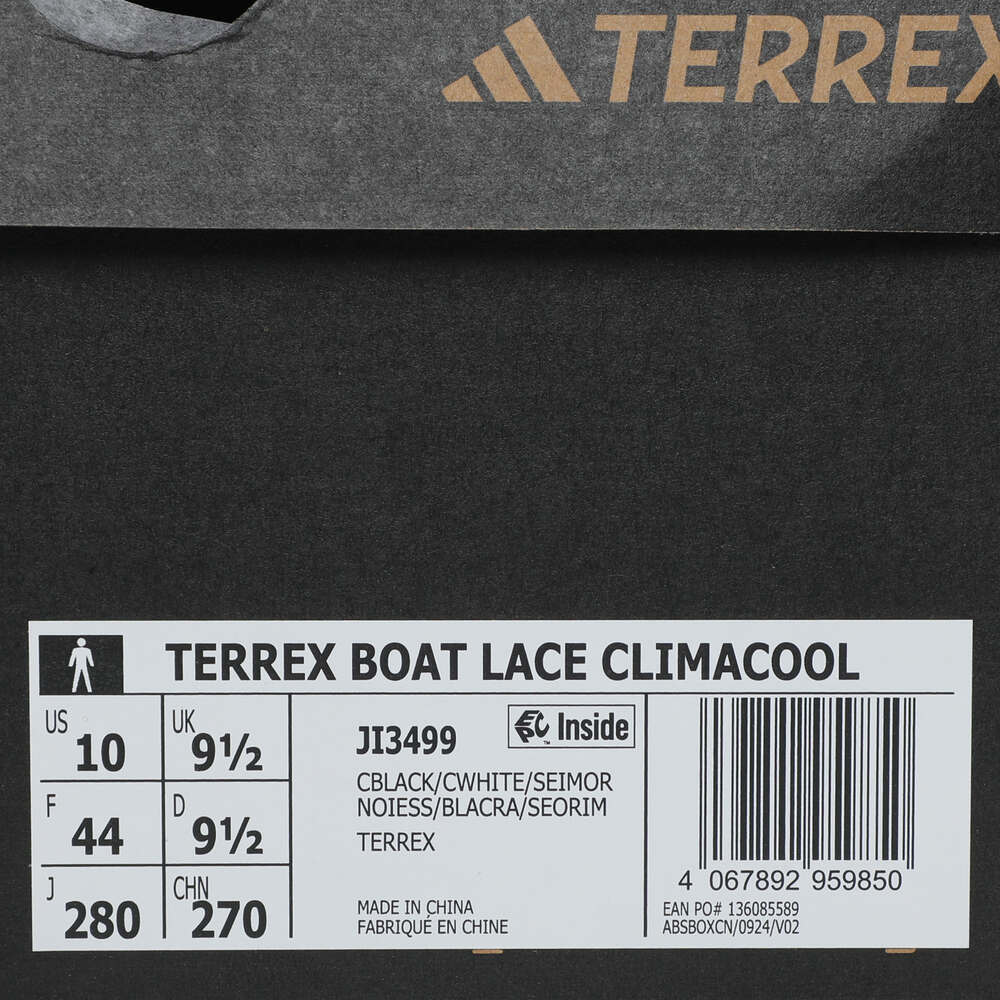 TERREX
TERREX BOAT LACE CLIMACOOL
US 10
UK 9½
F 44
D 9½
J 280
CHN 270
JI3499
EPC Inside
™
CBLACK/CWHITE/SEIMOR
NOIESS/BLACRA/SEORIM
TERREX
MADE IN CHINA
FABRIQUÉ EN CHINE
4 067892 959850
EAN PO# 136085589
ABSBOXCN/0924/V02